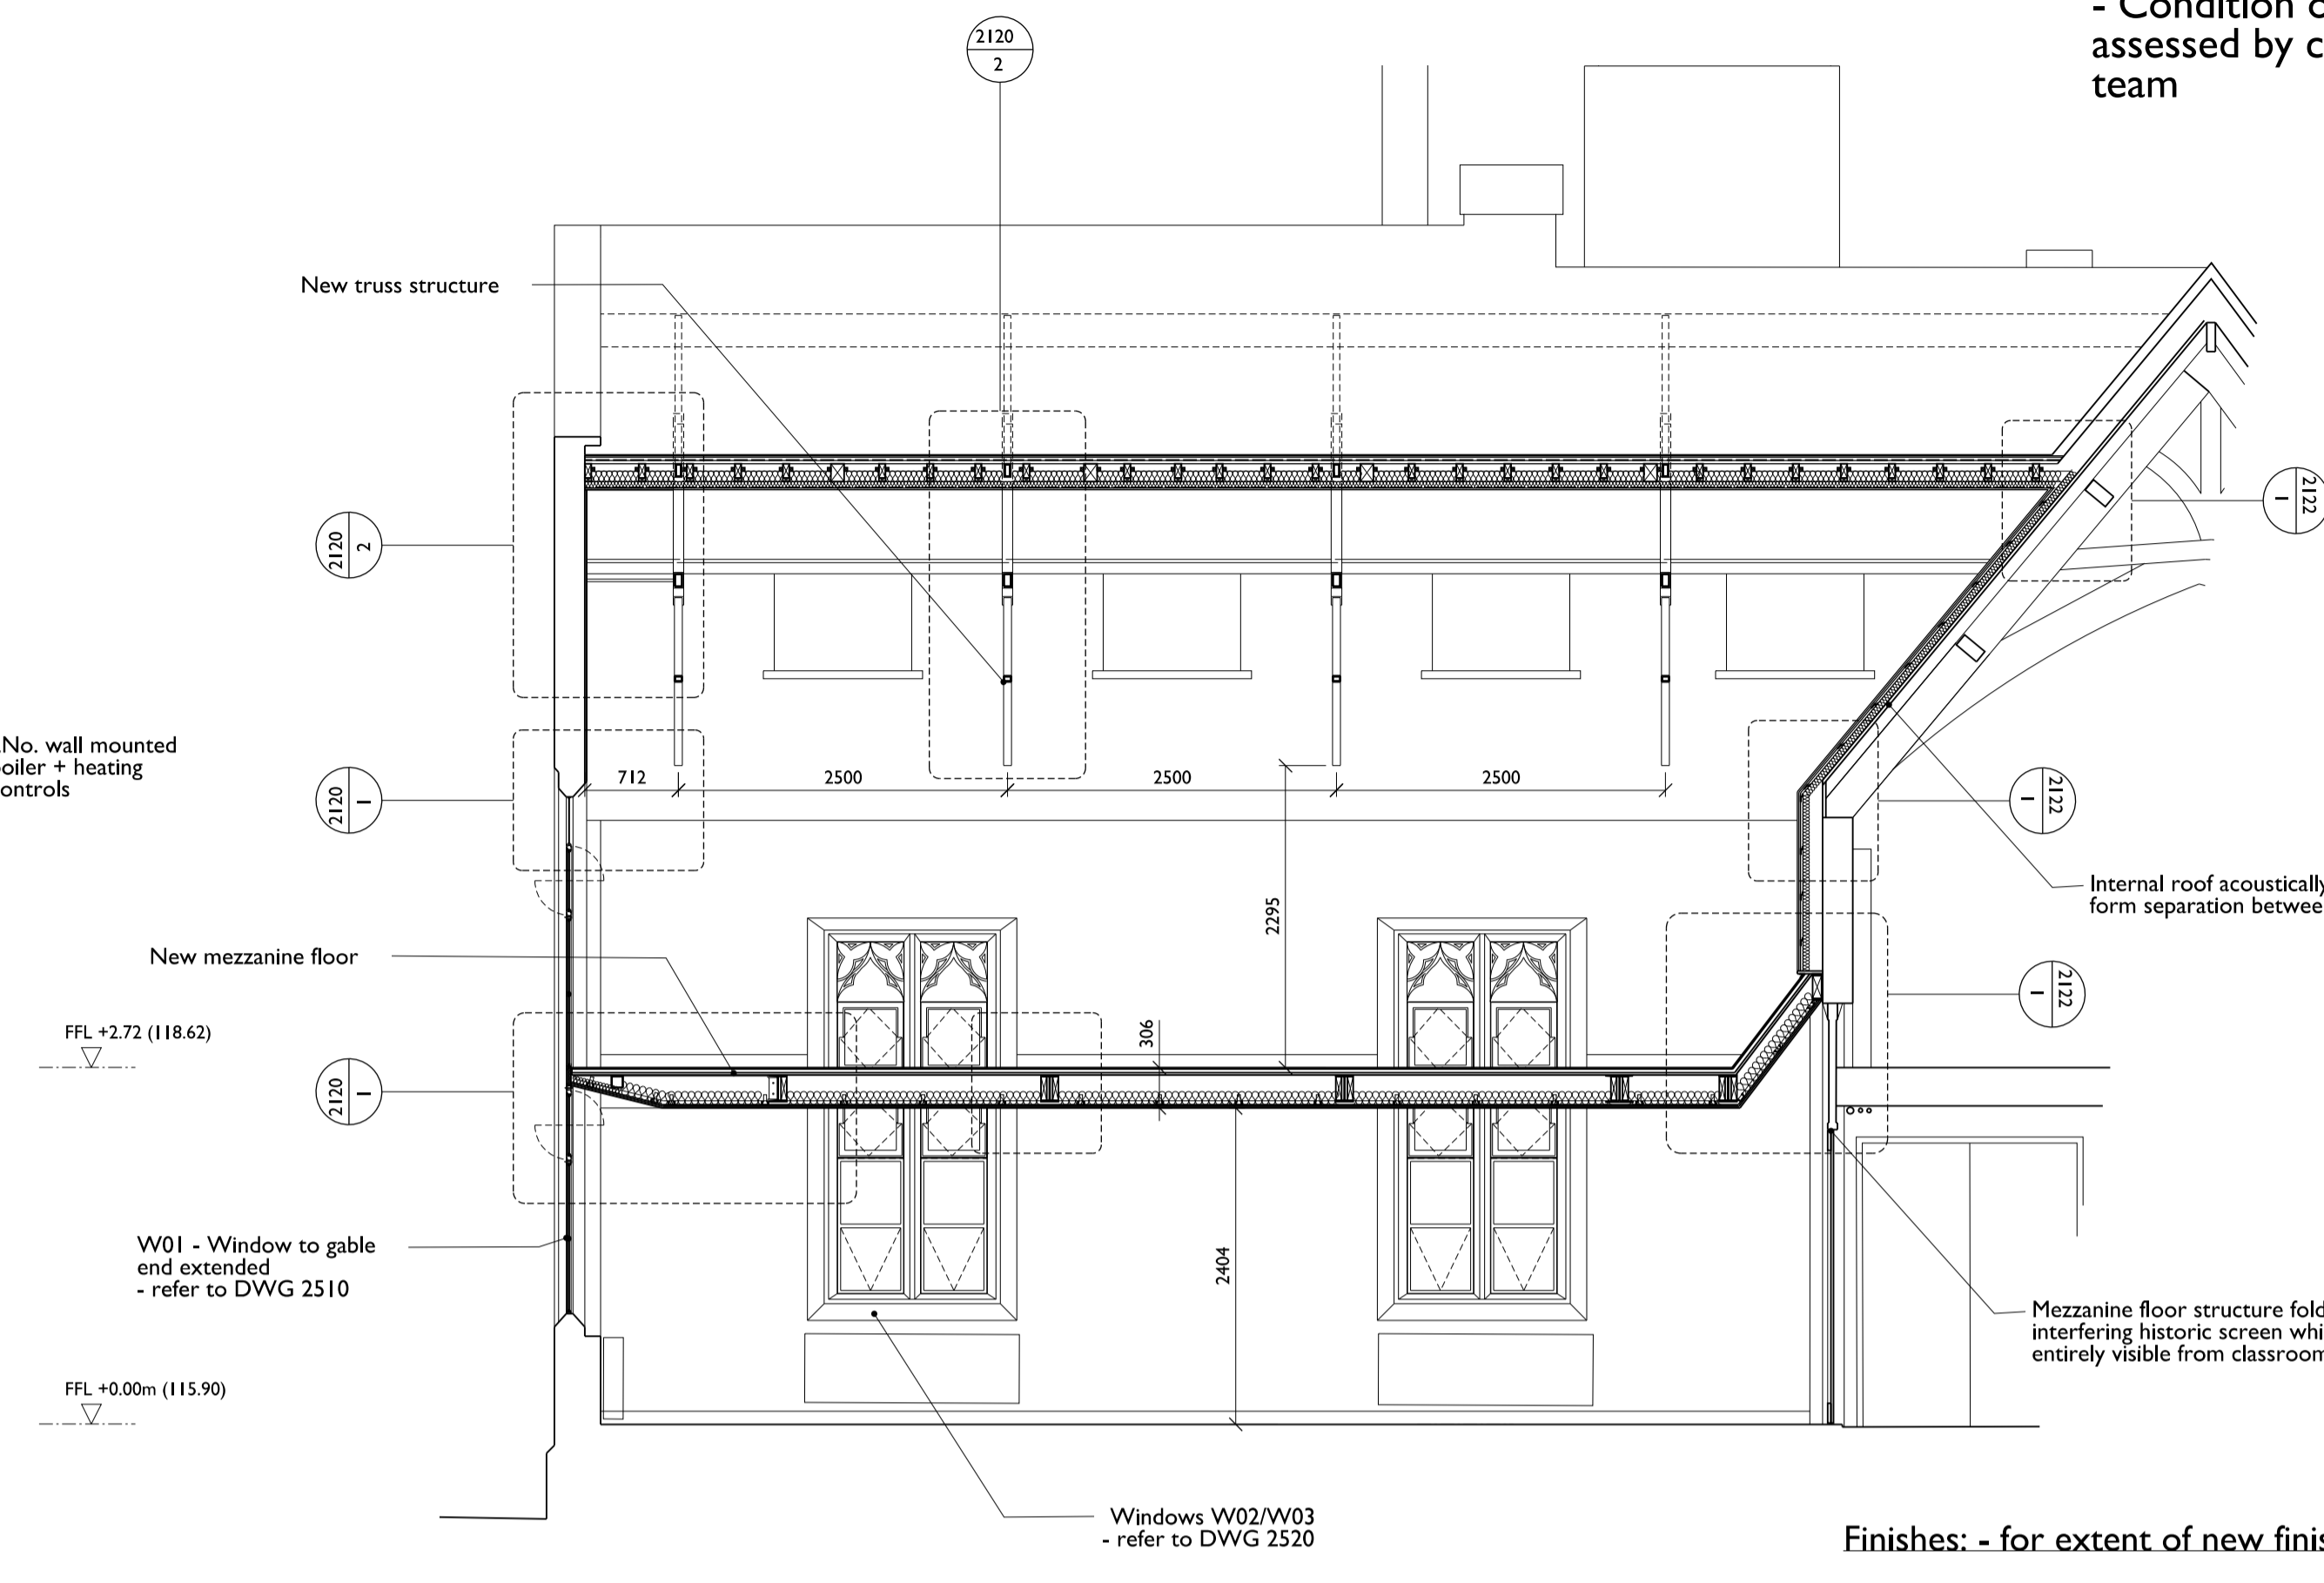 - Condition o
assessed by c
team
2120
2
New truss structure
2120
2
2122
1
.No. wall mounted
oiler + heating
ontrols
712
2500
2500
2500
2120
1
2122
1
2295
Internal roof acoustically
form separation betwee
New mezzanine floor
2122
1
FFL +2.72 (118.62)
306
2120
1
W01 - Window to gable
end extended
- refer to DWG 2510
2404
Mezzanine floor structure fold
interfering historic screen whi
entirely visible from classroom
FFL +0.00m (115.90)
Windows W02/W03
- refer to DWG 2520
Finishes: - for extent of new finis